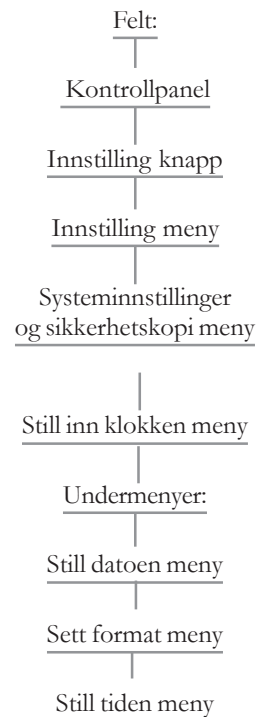 Felt:
Kontrollpanel
Innstilling knapp
Innstilling meny
Systeminnstillinger
og sikkerhetskopi meny
Still inn klokken meny
Undermenyer:
Still datoen meny
Sett format meny
Still tiden meny